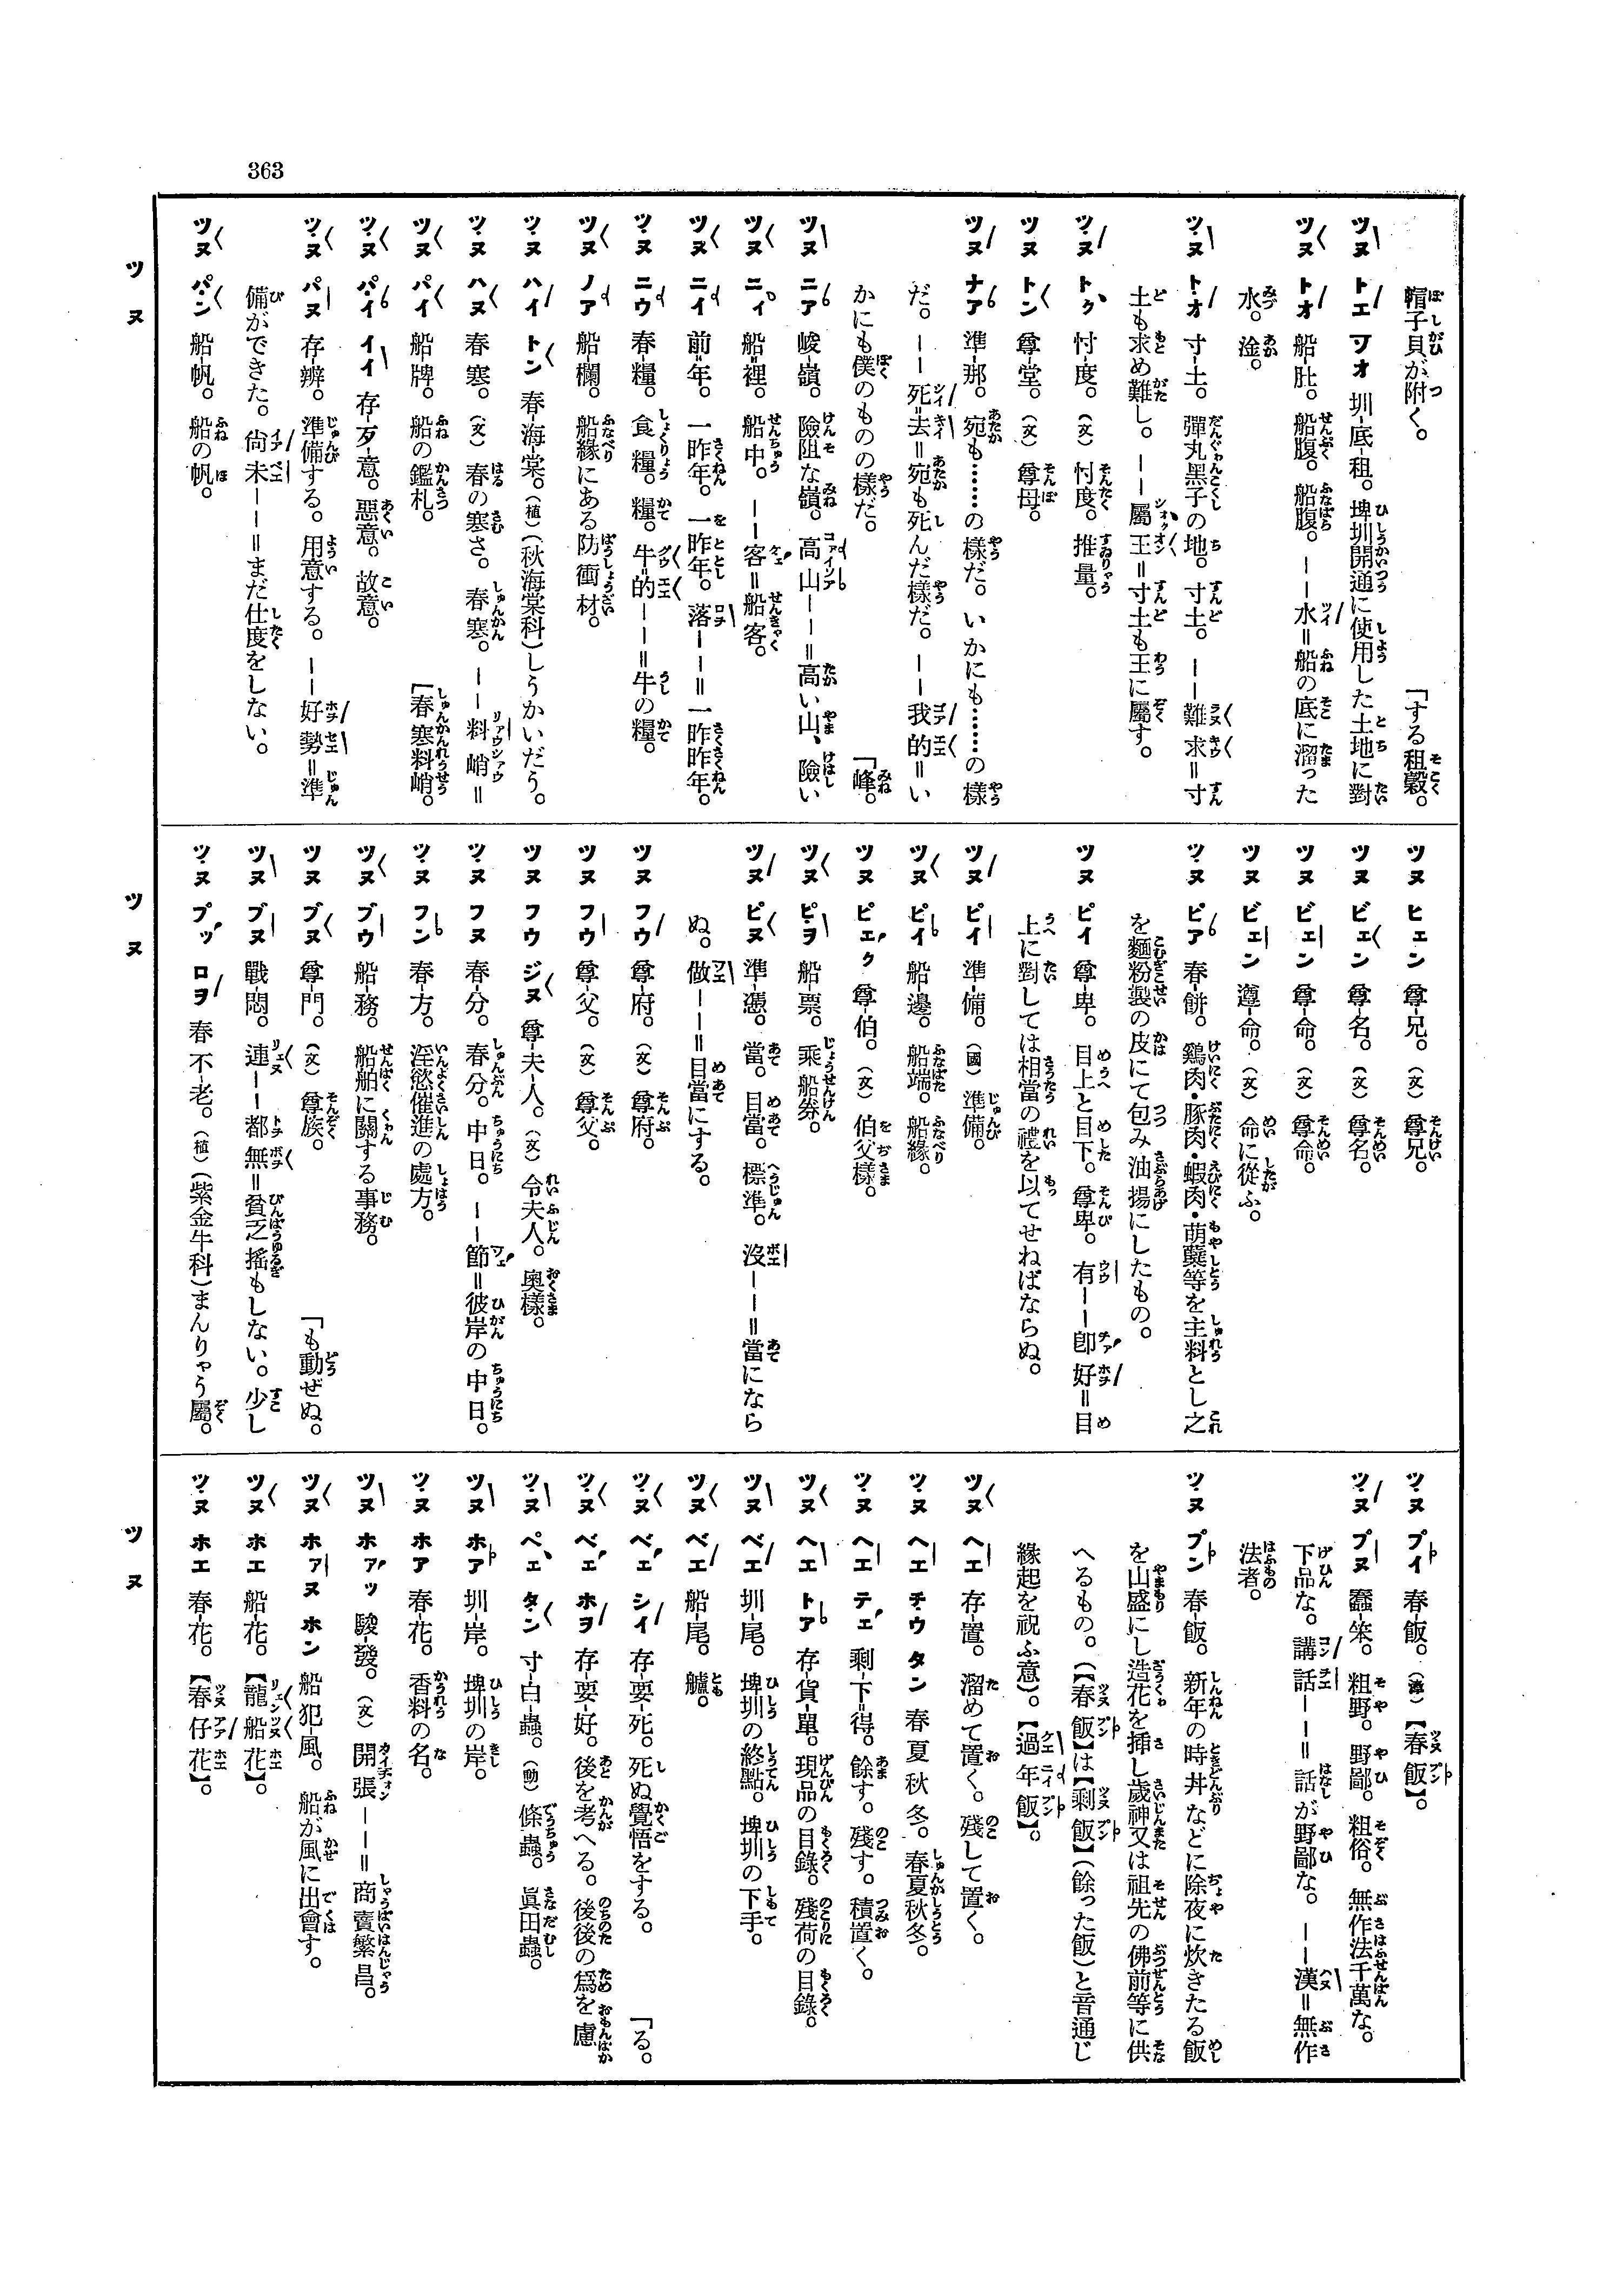 363
帽子貝が附く。
「する租穀。
ツヌ トエ ヲオ 圳-底-租。埤圳開通に使用した土地に對
ツヌ トオ 船-肚。船腹。船腹。——水=船の底に溜った
水。淦。
ツヌ トオ 寸-土。彈丸黑子の地。寸土。——難求=寸
土も求め難し。——屬王=寸土も王に屬す。
ツヌ トク 忖-度。(文)忖度。推量。
ツヌ トン 尊-堂。(文)尊母。
ツヌ ナア 準-那。宛も……の樣だ。いかにも……の樣
だ。——死=去=宛も死んだ樣だ。——我的=い
かにも僕のものの樣だ。
「峰。
ツヌ ニア 峻-嶺。險阻な嶺。高山——=高い山、險い
ツヌ ニィ 船=裡。船中。——客=船客。
ツヌ ニイ 前=年。一昨年。一昨年。落——=一昨昨年。
ツヌ ニウ 春-糧。食糧。糧。牛=的——=牛の糧。
ツヌ ノア 船-欄。船緣にある防衝材。
ツヌ ハイ トン 春-海-棠。(植)(秋海棠科)しうかいだう。
ツヌ ハヌ 春-寒。(文)春の寒さ。春寒。——料峭=
[春寒料峭。
ツヌ パイ 船-牌。船の鑑札。
ツヌ パイ イイ 存-歹-意。惡意。故意。
ツヌ パヌ 存-辨。準備する。用意する。——好勢=準
備ができた。尙未——=まだ仕度をしない。
ツヌ パン 船-帆。船の帆。
ツヌ
ツヌ ヒェン 尊-兄。(文)尊兄。
ツヌ ビェン 尊-名。(文)尊名。
ツヌ ビェン 尊-命。(文)尊命。
ツヌ ビェン 遵-命。(文)命に從ふ。
ツヌ ピア 春-餅。鷄肉・豚肉・蝦肉・萌蘖等を主料とし之
を麵粉製の皮にて包み油揚にしたもの。
ツヌ ピイ 尊-卑。目上と目下。尊卑。有——卽好=目
上に對しては相當の禮を以てせねばならぬ。
ツヌ ピイ 準-備。(國)準備。
ツヌ ピイ 船-邊。船端。船緣。
ツヌ ピェク 尊-伯。(文)伯父樣。
ツヌ ピヲ 船-票。乘船券。
ツヌ ピヌ 準-憑。當。目當。標準。沒——=當になら
ぬ。做——=目當にする。
ツヌ フウ 尊-府。(文)尊府。
ツヌ フウ 尊-父。(文)尊父。
ツヌ フウ ジヌ 尊-夫-人。(文)令夫人。奧樣。
ツヌ フヌ 春-分。春分。中日。——節=彼岸の中日。
ツヌ フン 春-方。淫慾催進の處方。
ツヌ ブウ 船-務。船舶に關する事務。
ツヌ ブヌ 尊-門。(文)尊族。
「も動ぜぬ。
ツヌ ブヌ 戰-悶。連——都無=貧乏搖もしない。少し
ツヌ プッ ロヲ 春不-老。(植)(紫金牛科)まんりゃう屬。
ツヌ
ツヌ プイ 春-飯。(漳)【春飯】。
ツヌ プヌ 蠢-笨。粗野。野鄙。粗俗。無作法千萬な。
下品な。講話——=話が野鄙な。——漢=無作
法者。
ツヌ プン 春-飯。新年の時丼などに除夜に炊きたる飯
を山盛にし造花を挿し歲神又は祖先の佛前等に供
へるもの。(【春飯】は【剩飯】(餘った飯)と音通じ
緣起を祝ふ意)。【過年飯】。
ツヌ ヘエ 存-置。溜めて置く。殘して置く。
ツヌ ヘエ チウ タン 春夏秋冬。春夏秋冬。
ツヌ ヘエ テェ 剩-下=得。餘す。殘す。積置く。
ツヌ ヘエ トア 存-貨-單。現品の目錄。殘荷の目錄。
ツヌ ベエ 圳-尾。埤圳の終點。埤圳の下手。
ツヌ ベエ 船-尾。艫。
ツヌ ベェ シイ 存-要-死。死ぬ覺悟をする。
「る。
ツヌ ベェ ホヲ 存-要-好。後を考へる。後後の爲を慮
ツヌ ペェ タン 寸-白-蟲。(動)條蟲。眞田蟲。
ツヌ ホア 圳-岸。埤圳の岸。
ツヌ ホア 春-花。香料の名。
ツヌ ホァッ 駿-發。(文)開張——=商賣繁昌。
ツヌ ホァヌ ホン 船犯-風。船が風に出會す。
ツヌ ホエ 船-花。【龍船花】。
ツヌ ホエ 春-花。【春仔花】。
ツヌ